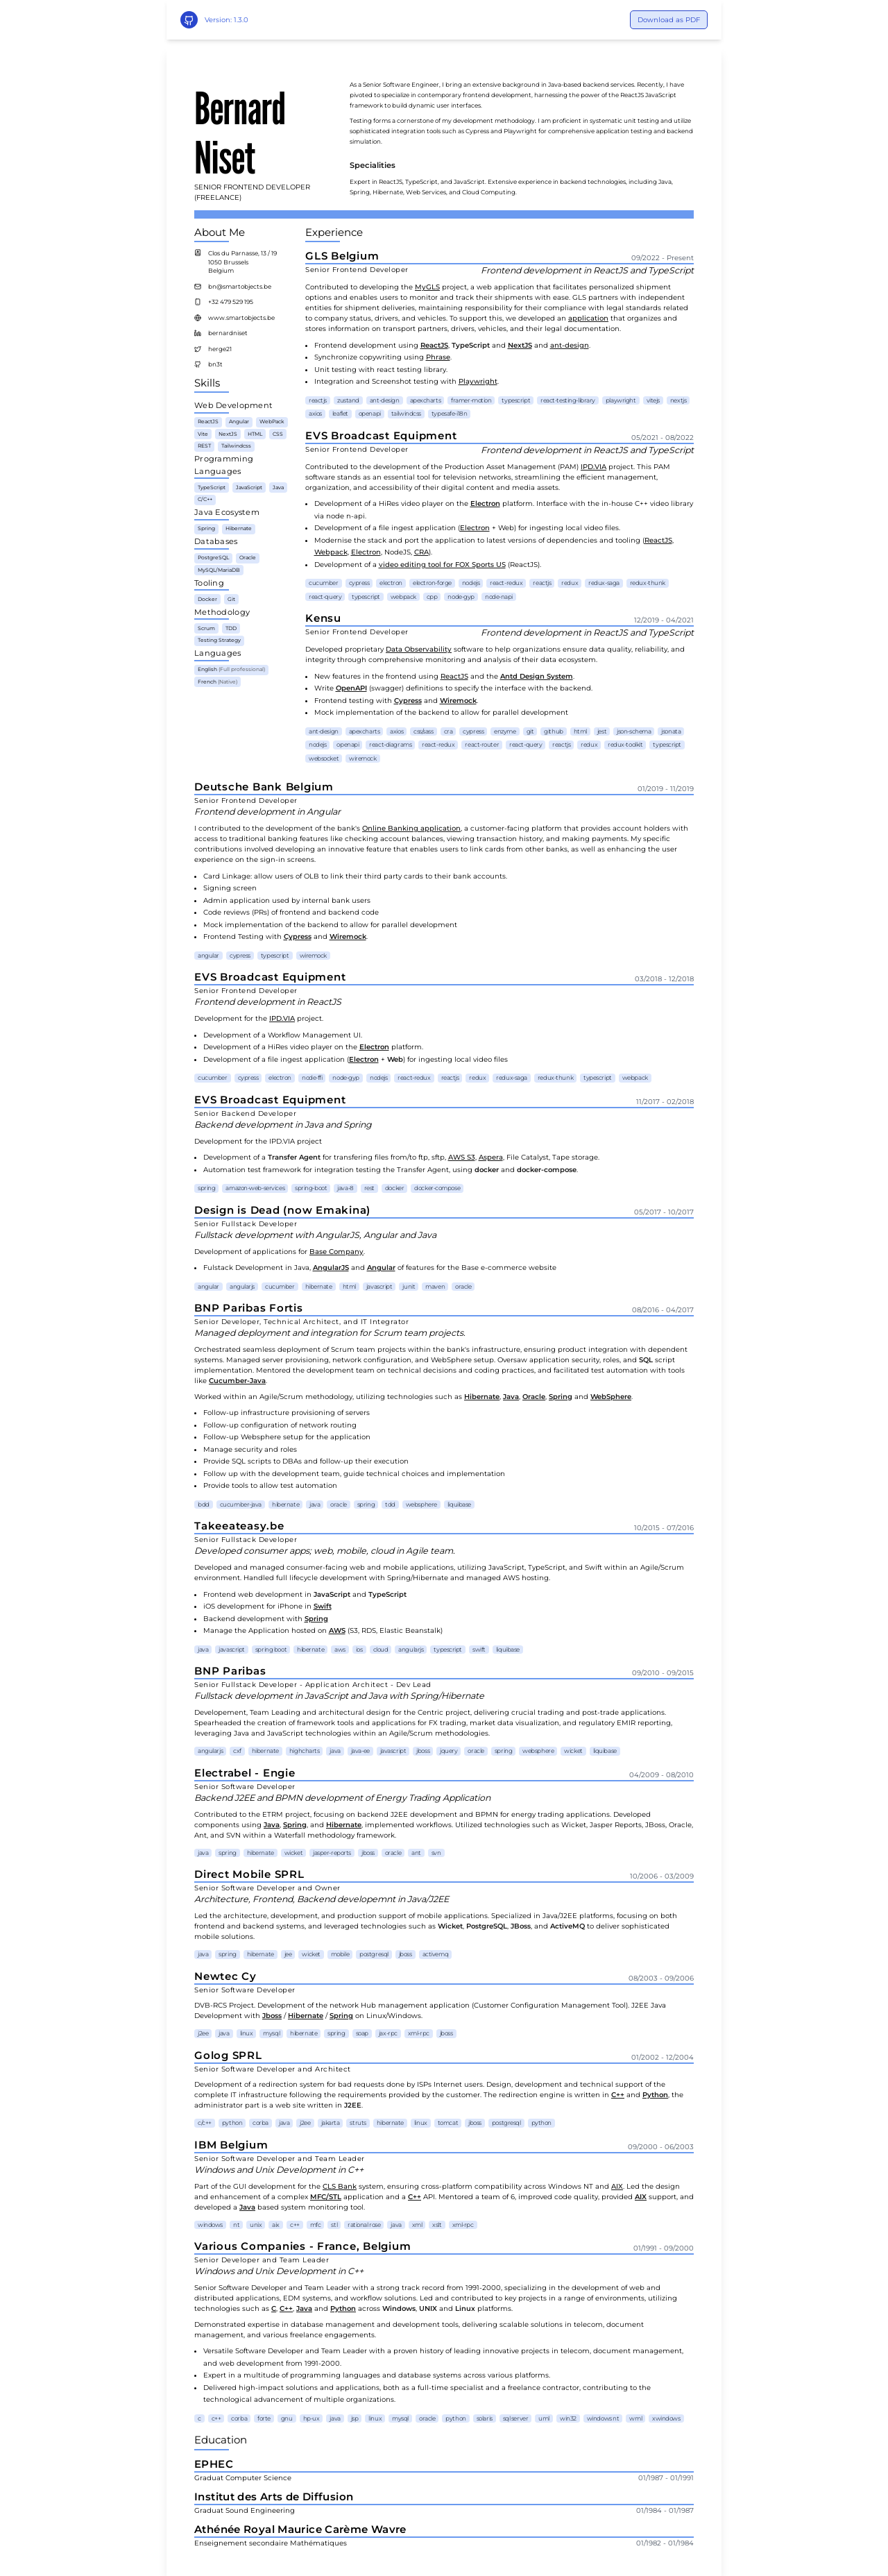 Version: 1.3.0
Download as PDF
Bernard
Niset
SENIOR FRONTEND DEVELOPER
(FREELANCE)
As a Senior Software Engineer, I bring an extensive background in Java-based backend services. Recently, I have
pivoted to specialize in contemporary frontend development, harnessing the power of the ReactJS JavaScript
framework to build dynamic user interfaces.
Testing forms a cornerstone of my development methodology. I am proficient in systematic unit testing and utilize
sophisticated integration tools such as Cypress and Playwright for comprehensive application testing and backend
simulation.
Specialities
Expert in ReactJS, TypeScript, and JavaScript. Extensive experience in backend technologies, including Java,
Spring, Hibernate, Web Services, and Cloud Computing.
About Me
Clos du Parnasse, 13 / 19
1050 Brussels
Belgium
bn@smartobjects.be
+32 479 529 195
www.smartobjects.be
bernardniset
herge21
bn3t
Skills
Web Development
ReactJS Angular WebPack
Vite NextJS HTML CSS
REST Tailwindcss
Programming
Languages
TypeScript JavaScript Java
C/C++
Java Ecosystem
Spring Hibernate
Databases
PostgreSQL Oracle
MySQL/MariaDB
Tooling
Docker Git
Methodology
Scrum TDD
Testing Strategy
Languages
English (Full professional)
French (Native)
Experience
GLS Belgium 09/2022 - Present
Senior Frontend Developer Frontend development in ReactJS and TypeScript
Contributed to developing the MyGLS project, a web application that facilitates personalized shipment
options and enables users to monitor and track their shipments with ease. GLS partners with independent
entities for shipment deliveries, maintaining responsibility for their compliance with legal standards related
to company status, drivers, and vehicles. To support this, we developed an application that organizes and
stores information on transport partners, drivers, vehicles, and their legal documentation.
• Frontend development using ReactJS, TypeScript and NextJS and ant-design.
• Synchronize copywriting using Phrase.
• Unit testing with react testing library.
• Integration and Screenshot testing with Playwright.
reactjs zustand ant-design apexcharts framer-motion typescript react-testing-library playwright vitejs nextjs
axios leaflet openapi tailwindcss typesafe-i18n
EVS Broadcast Equipment 05/2021 - 08/2022
Senior Frontend Developer Frontend development in ReactJS and TypeScript
Contributed to the development of the Production Asset Management (PAM) IPD.VIA project. This PAM
software stands as an essential tool for television networks, streamlining the efficient management,
organization, and accessibility of their digital content and media assets.
• Development of a HiRes video player on the Electron platform. Interface with the in-house C++ video library
via node n-api.
• Development of a file ingest application (Electron + Web) for ingesting local video files.
• Modernise the stack and port the application to latest versions of dependencies and tooling (ReactJS,
Webpack, Electron, NodeJS, CRA).
• Development of a video editing tool for FOX Sports US (ReactJS).
cucumber cypress electron electron-forge nodejs react-redux reactjs redux redux-saga redux-thunk
react-query typescript webpack cpp node-gyp node-napi
Kensu 12/2019 - 04/2021
Senior Frontend Developer Frontend development in ReactJS and TypeScript
Developed proprietary Data Observability software to help organizations ensure data quality, reliability, and
integrity through comprehensive monitoring and analysis of their data ecosystem.
• New features in the frontend using ReactJS and the Antd Design System.
• Write OpenAPI (swagger) definitions to specify the interface with the backend.
• Frontend testing with Cypress and Wiremock.
• Mock implementation of the backend to allow for parallel development
ant-design apexcharts axios css/sass cra cypress enzyme git github html jest json-schema jsonata
nodejs openapi react-diagrams react-redux react-router react-query reactjs redux redux-toolkit typescript
websocket wiremock
Deutsche Bank Belgium 01/2019 - 11/2019
Senior Frontend Developer
Frontend development in Angular
I contributed to the development of the bank's Online Banking application, a customer-facing platform that provides account holders with
access to traditional banking features like checking account balances, viewing transaction history, and making payments. My specific
contributions involved developing an innovative feature that enables users to link cards from other banks, as well as enhancing the user
experience on the sign-in screens.
• Card Linkage: allow users of OLB to link their third party cards to their bank accounts.
• Signing screen
• Admin application used by internal bank users
• Code reviews (PRs) of frontend and backend code
• Mock implementation of the backend to allow for parallel development
• Frontend Testing with Cypress and Wiremock.
angular cypress typescript wiremock
EVS Broadcast Equipment 03/2018 - 12/2018
Senior Frontend Developer
Frontend development in ReactJS
Development for the IPD.VIA project.
• Development of a Workflow Management UI.
• Development of a HiRes video player on the Electron platform.
• Development of a file ingest application (Electron + Web) for ingesting local video files
cucumber cypress electron node-ffi node-gyp nodejs react-redux reactjs redux redux-saga redux-thunk typescript webpack
EVS Broadcast Equipment 11/2017 - 02/2018
Senior Backend Developer
Backend development in Java and Spring
Development for the IPD.VIA project
• Development of a Transfer Agent for transfering files from/to ftp, sftp, AWS S3, Aspera, File Catalyst, Tape storage.
• Automation test framework for integration testing the Transfer Agent, using docker and docker-compose.
spring amazon-web-services spring-boot java-8 rest docker docker-compose
Design is Dead (now Emakina) 05/2017 - 10/2017
Senior Fullstack Developer
Fullstack development with AngularJS, Angular and Java
Development of applications for Base Company.
• Fulstack Development in Java, AngularJS and Angular of features for the Base e-commerce website
angular angularjs cucumber hibernate html javascript junit maven oracle
BNP Paribas Fortis 08/2016 - 04/2017
Senior Developer, Technical Architect, and IT Integrator
Managed deployment and integration for Scrum team projects.
Orchestrated seamless deployment of Scrum team projects within the bank's infrastructure, ensuring product integration with dependent
systems. Managed server provisioning, network configuration, and WebSphere setup. Oversaw application security, roles, and SQL script
implementation. Mentored the development team on technical decisions and coding practices, and facilitated test automation with tools
like Cucumber-Java.
Worked within an Agile/Scrum methodology, utilizing technologies such as Hibernate, Java, Oracle, Spring and WebSphere.
• Follow-up infrastructure provisioning of servers
• Follow-up configuration of network routing
• Follow-up Websphere setup for the application
• Manage security and roles
• Provide SQL scripts to DBAs and follow-up their execution
• Follow up with the development team, guide technical choices and implementation
• Provide tools to allow test automation
bdd cucumber-java hibernate java oracle spring tdd websphere liquibase
Takeeateasy.be 10/2015 - 07/2016
Senior Fullstack Developer
Developed consumer apps; web, mobile, cloud in Agile team.
Developed and managed consumer-facing web and mobile applications, utilizing JavaScript, TypeScript, and Swift within an Agile/Scrum
environment. Handled full lifecycle development with Spring/Hibernate and managed AWS hosting.
• Frontend web development in JavaScript and TypeScript
• iOS development for iPhone in Swift
• Backend development with Spring
• Manage the Application hosted on AWS (S3, RDS, Elastic Beanstalk)
java javascript spring boot hibernate aws ios cloud angularjs typescript swift liquibase
BNP Paribas 09/2010 - 09/2015
Senior Fullstack Developer - Application Architect - Dev Lead
Fullstack development in JavaScript and Java with Spring/Hibernate
Developement, Team Leading and architectural design for the Centric project, delivering crucial trading and post-trade applications.
Spearheaded the creation of framework tools and applications for FX trading, market data visualization, and regulatory EMIR reporting,
leveraging Java and JavaScript technologies within an Agile/Scrum methodologies.
angularjs cxf hibernate highcharts java java-ee javascript jboss jquery oracle spring websphere wicket liquibase
Electrabel - Engie 04/2009 - 08/2010
Senior Software Developer
Backend J2EE and BPMN development of Energy Trading Application
Contributed to the ETRM project, focusing on backend J2EE development and BPMN for energy trading applications. Developed
components using Java, Spring, and Hibernate, implemented workflows. Utilized technologies such as Wicket, Jasper Reports, JBoss, Oracle,
Ant, and SVN within a Waterfall methodology framework.
java spring hibernate wicket jasper-reports jboss oracle ant svn
Direct Mobile SPRL 10/2006 - 03/2009
Senior Software Developer and Owner
Architecture, Frontend, Backend developemnt in Java/J2EE
Led the architecture, development, and production support of mobile applications. Specialized in Java/J2EE platforms, focusing on both
frontend and backend systems, and leveraged technologies such as Wicket, PostgreSQL, JBoss, and ActiveMQ to deliver sophisticated
mobile solutions.
java spring hibernate jee wicket mobile postgresql jboss activemq
Newtec Cy 08/2003 - 09/2006
Senior Software Developer
DVB-RCS Project. Development of the network Hub management application (Customer Configuration Management Tool). J2EE Java
Development with Jboss / Hibernate / Spring on Linux/Windows.
j2ee java linux mysql hibernate spring soap jax-rpc xml-rpc jboss
Golog SPRL 01/2002 - 12/2004
Senior Software Developer and Architect
Development of a redirection system for bad requests done by ISPs Internet users. Design, development and technical support of the
complete IT infrastructure following the requirements provided by the customer. The redirection engine is written in C++ and Python, the
administrator part is a web site written in J2EE.
c/c++ python corba java j2ee jakarta struts hibernate linux tomcat jboss postgresql python
IBM Belgium 09/2000 - 06/2003
Senior Software Developer and Team Leader
Windows and Unix Development in C++
Part of the GUI development for the CLS Bank system, ensuring cross-platform compatibility across Windows NT and AIX. Led the design
and enhancement of a complex MFC/STL application and a C++ API. Mentored a team of 6, improved code quality, provided AIX support, and
developed a Java based system monitoring tool.
windows nt unix aix c++ mfc stl rationalrose java xml xslt xml-rpc
Various Companies - France, Belgium 01/1991 - 09/2000
Senior Developer and Team Leader
Windows and Unix Development in C++
Senior Software Developer and Team Leader with a strong track record from 1991-2000, specializing in the development of web and
distributed applications, EDM systems, and workflow solutions. Led and contributed to key projects in a range of environments, utilizing
technologies such as C, C++, Java and Python across Windows, UNIX and Linux platforms.
Demonstrated expertise in database management and development tools, delivering scalable solutions in telecom, document
management, and various freelance engagements.
• Versatile Software Developer and Team Leader with a proven history of leading innovative projects in telecom, document management,
and web development from 1991-2000.
• Expert in a multitude of programming languages and database systems across various platforms.
• Delivered high-impact solutions and applications, both as a full-time specialist and a freelance contractor, contributing to the
technological advancement of multiple organizations.
c c++ corba forte gnu hp-ux java jsp linux mysql oracle python solaris sqlserver uml win32 windows nt wml xwindows
Education
EPHEC
Graduat Computer Science 01/1987 - 01/1991
Institut des Arts de Diffusion
Graduat Sound Engineering 01/1984 - 01/1987
Athénée Royal Maurice Carème Wavre
Enseignement secondaire Mathématiques 01/1982 - 01/1984